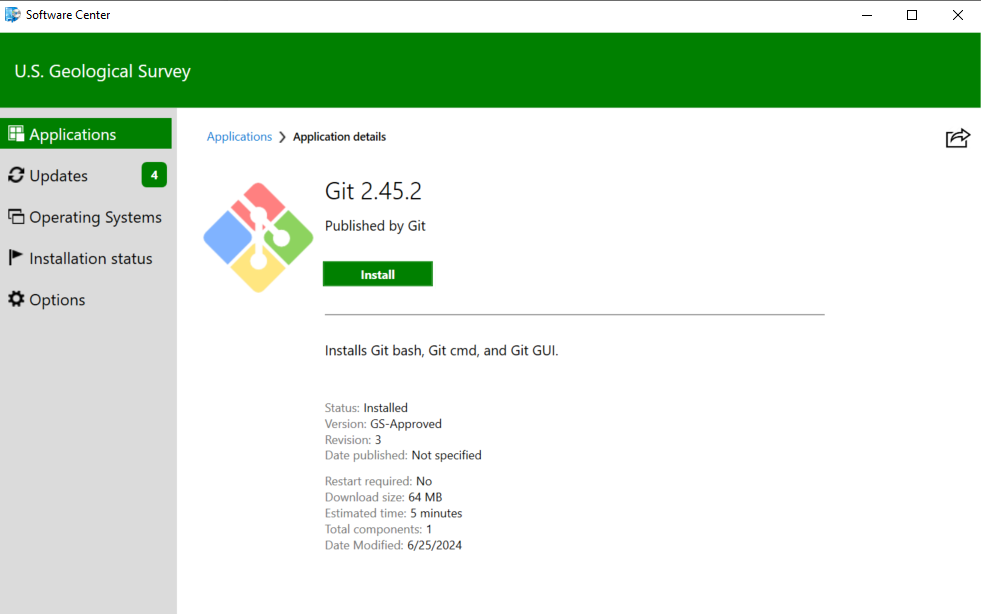 Software Center
U.S. Geological Survey
Applications
Updates
4
Operating Systems
Installation status
Options
Applications Application details
Git 2.45.2
Published by Git
Install
Installs Git bash, Git cmd, and Git GUI.
Status: Installed
Version: GS-Approved
Revision: 3
Date published: Not specified
Restart required: No
Download size: 64 MB
Estimated time: 5 minutes
Total components: 1
Date Modified: 6/25/2024